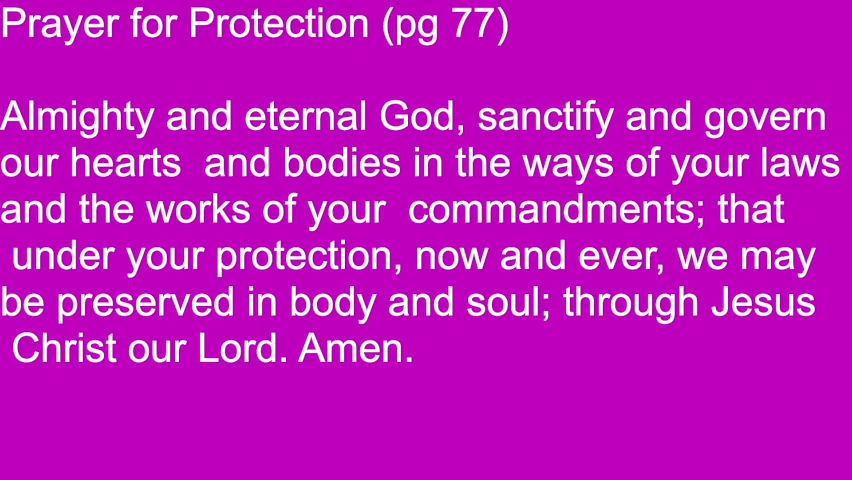 Prayer for Protection (pg 77)
Almighty and eternal God, sanctify and govern
our hearts  and bodies in the ways of your laws
and the works of your  commandments; that
under your protection, now and ever, we may
be preserved in body and soul; through Jesus
Christ our Lord. Amen.